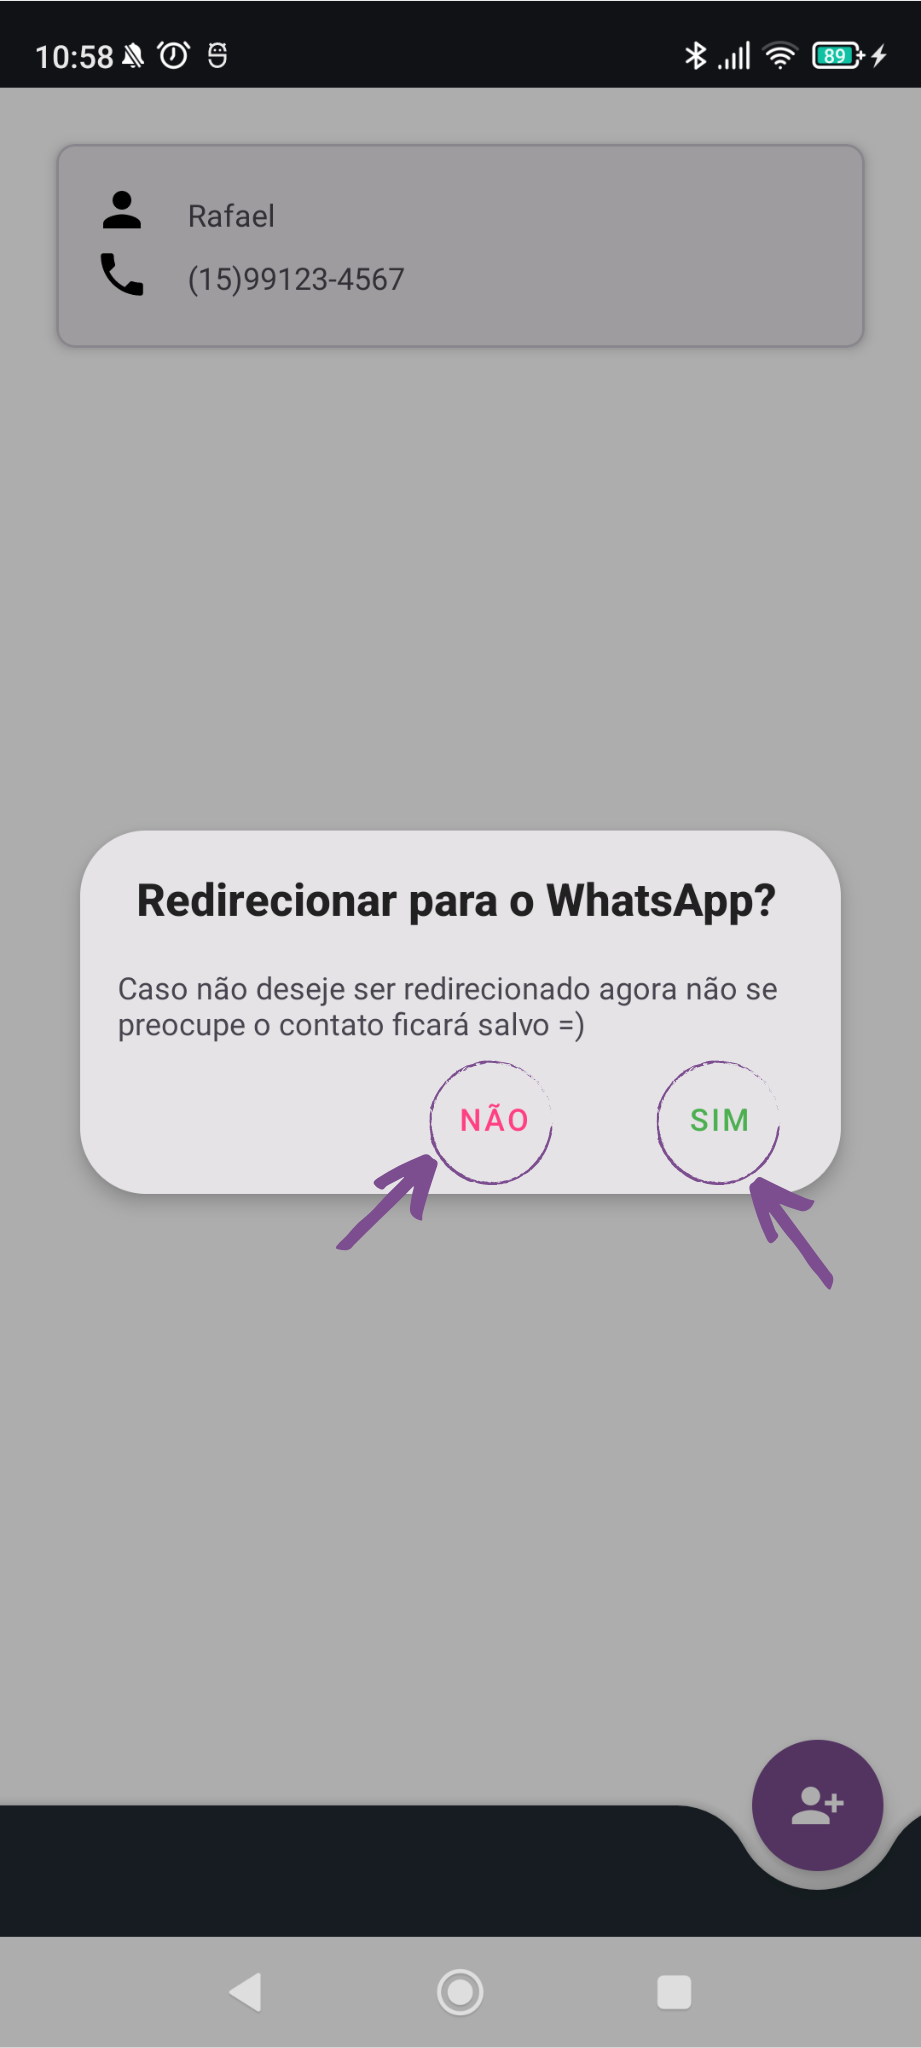 10:58
89
Rafael
(15)99123-4567
Redirecionar para o WhatsApp?
Caso não deseje ser redirecionado agora não se
preocupe o contato ficará salvo =)
NÃO SIM